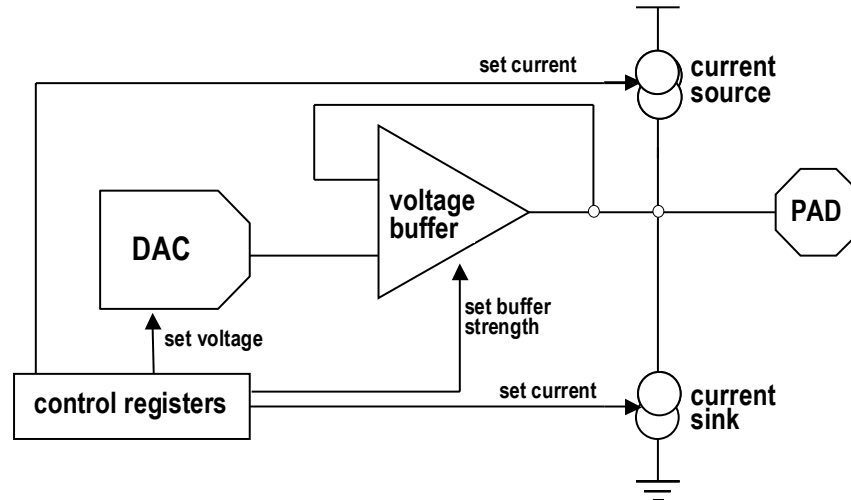 set current
current
source
voltage
buffer
PAD
DAC
set buffer
strength
set voltage
control registers
set current
current
sink